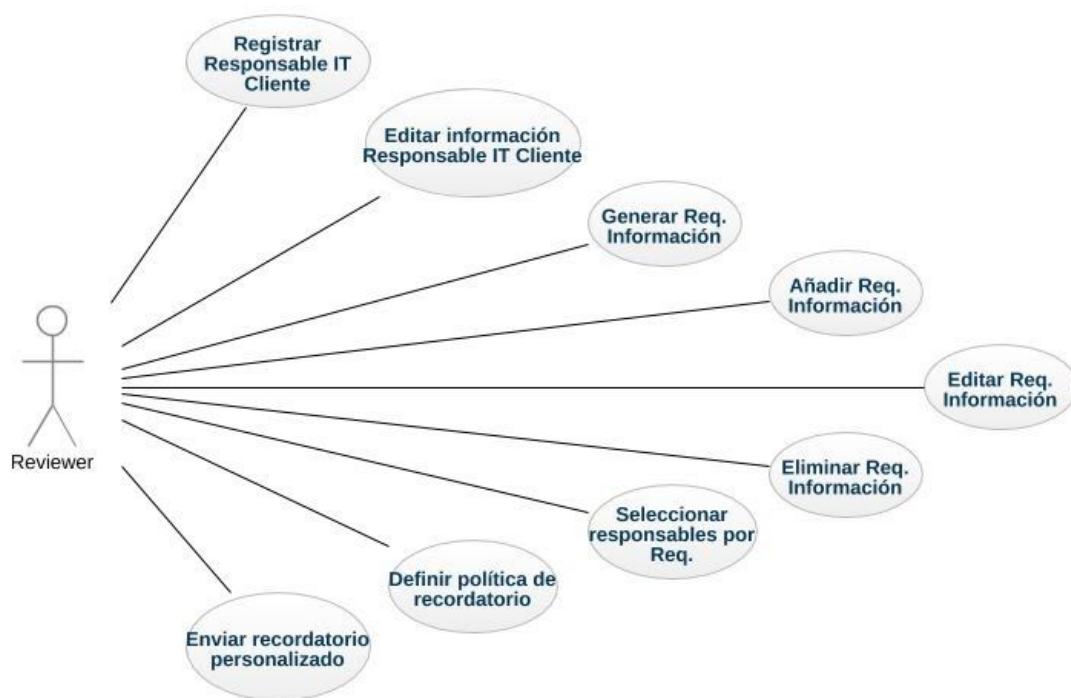 Registrar
Responsable IT
Cliente
Editar información
Responsable IT Cliente
Generar Req.
Información
Añadir Req.
Información
Editar Req.
Información
Eliminar Req.
Información
Seleccionar
responsables por
Req.
Definir política de
recordatorio
Enviar recordatorio
personalizado
Reviewer